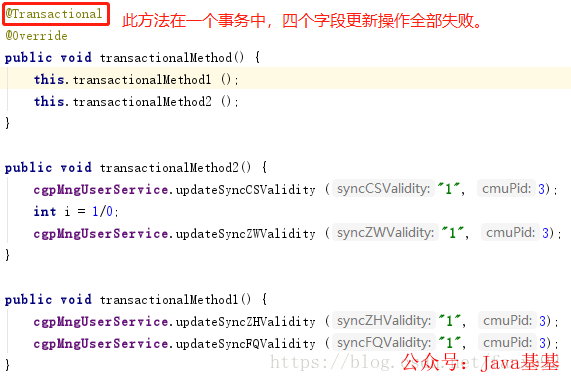 @Transactional 此方法在一个事务中，四个字段更新操作全部失败。
@Override
public void transactionalMethod() {
this.transactionalMethod1 ();
this.transactionalMethod2 ();
}
public void transactionalMethod2() {
cgpMngUserService.updateSyncCSValidity ( syncCSValidity: "1", cmuPid: 3);
int i = 1/0;
cgpMngUserService.updateSyncZWValidity ( syncZWValidity: "1", cmuPid: 3);
}
public void transactionalMethod1() {
cgpMngUserService.updateSyncZHValidity ( syncZHValidity: "1", cmuPid: 3);
cgpMngUserService.updateSyncFQValidity ( syncFQValidity: "1", cmuPid: 3);
}
https://blog.
公众号：Java基基